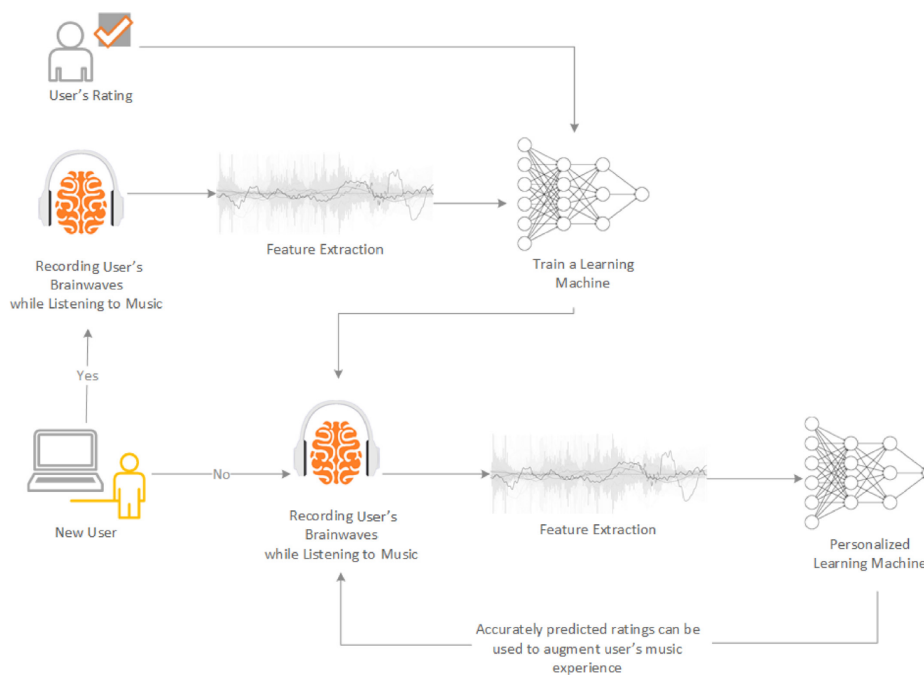 User's Rating
Feature Extraction
Recording User's
Brainwaves
while Listening to Music
Train a Learning
Machine
Yes
No
New User
Recording User's
Brainwaves
while Listening to Music
Feature Extraction
Personalized
Learning Machine
Accurately predicted ratings can be
used to augment user's music
experience